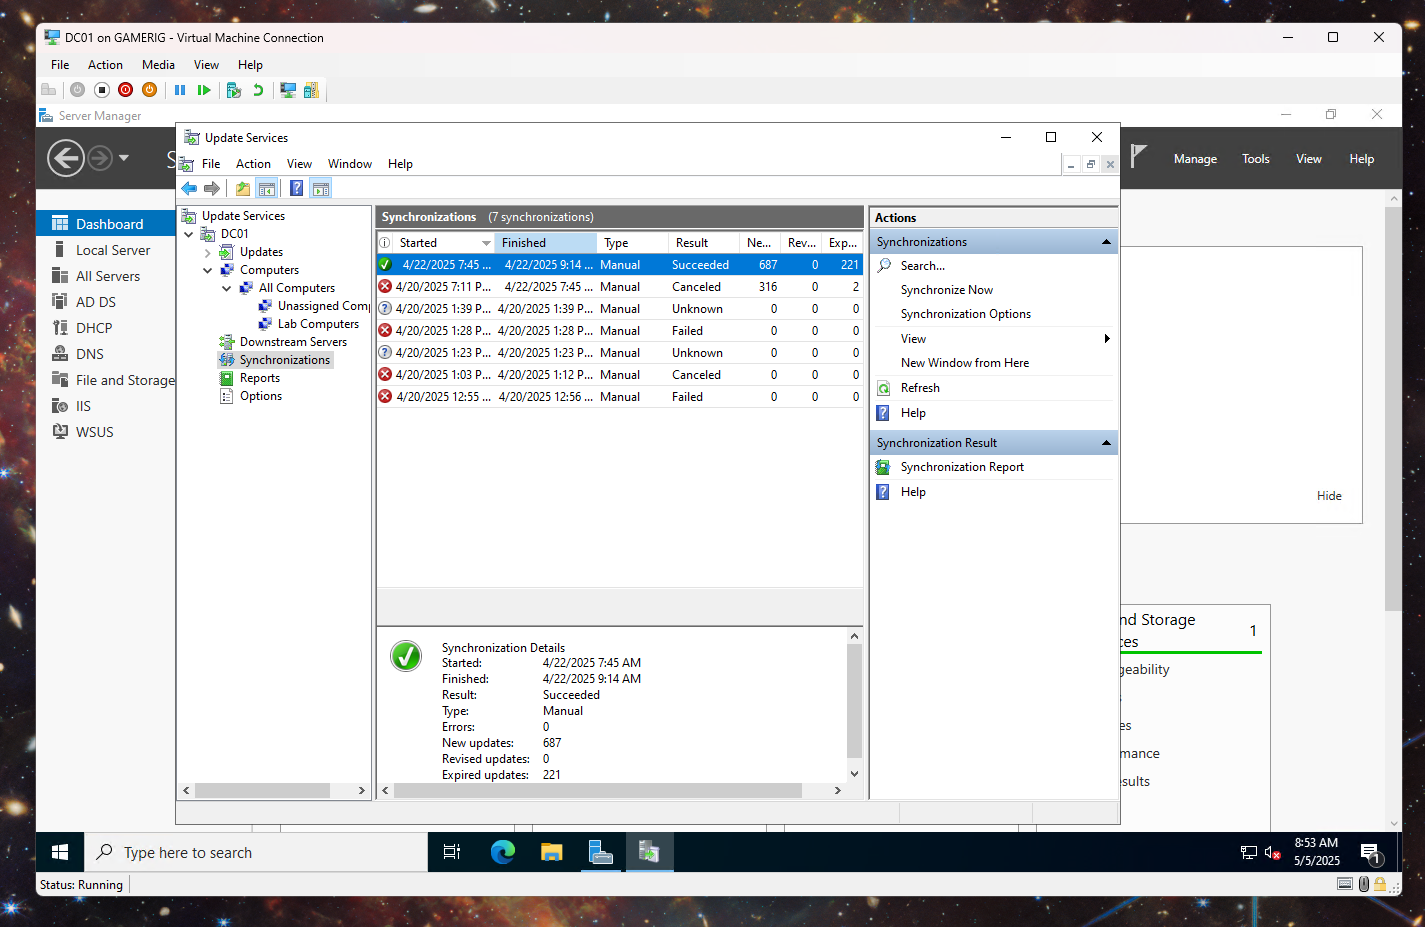 DC01 on GAMERIG - Virtual Machine Connection
File Action Media View Help
Server Manager
Manage Tools View Help
Dashboard
Local Server
All Servers
AD DS
DHCP
DNS
File and Storage
IIS
WSUS
Update Services
File Action View Window Help
Update Services
DC01
Updates
Computers
All Computers
Unassigned Comp
Lab Computers
Downstream Servers
Synchronizations
Reports
Options
Synchronizations (7 synchronizations)
Started Finished Type Result Ne... Rev... Exp...
4/22/2025 7:45 ... 4/22/2025 9:14 ... Manual Succeeded 687 0 221
4/20/2025 7:11 P... 4/22/2025 7:45 ... Manual Canceled 316 0 2
4/20/2025 1:39 P... 4/20/2025 1:39 P... Manual Unknown 0 0 0
4/20/2025 1:28 P... 4/20/2025 1:28 P... Manual Failed 0 0 0
4/20/2025 1:23 P... 4/20/2025 1:23 P... Manual Unknown 0 0 0
4/20/2025 1:03 P... 4/20/2025 1:12 P... Manual Canceled 0 0 0
4/20/2025 12:55 ... 4/20/2025 12:56 ... Manual Failed 0 0 0
Synchronization Details
Started: 4/22/2025 7:45 AM
Finished: 4/22/2025 9:14 AM
Result: Succeeded
Type: Manual
Errors: 0
New updates: 687
Revised updates: 0
Expired updates: 221
Actions
Synchronizations
Search...
Synchronize Now
Synchronization Options
View
New Window from Here
Refresh
Help
Synchronization Result
Synchronization Report
Help
Hide
nd Storage
ces
1
geability
s
es
mance
sults
Type here to search
8:53 AM
5/5/2025
1
Status: Running